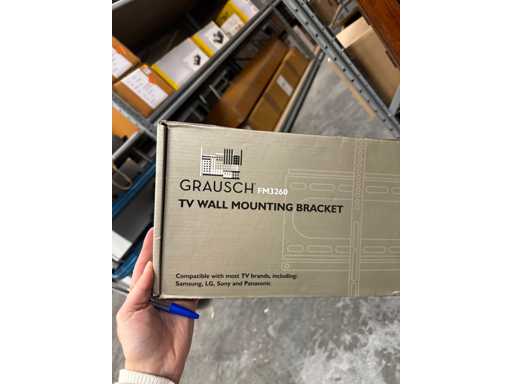 GRAUSCH FM3260
TV WALL MOUNTING BRACKET
Compatible with most TV brands, including:
Samsung, LG, Sony and Panasonic